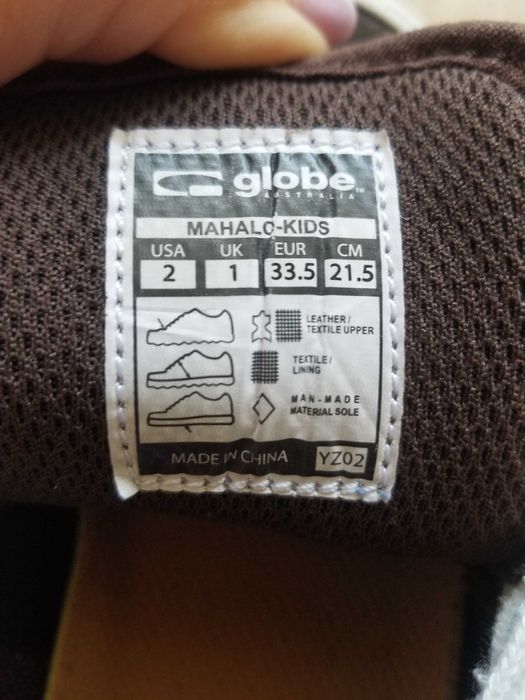 globe™
AUSTRALIA
MAHALO-KIDS
USA UK EUR CM
2 1 33.5 21.5
LEATHER/
TEXTILE UPPER
TEXTILE/
LINING
MAN-MADE
MATERIAL SOLE
MADE IN CHINA YZ02